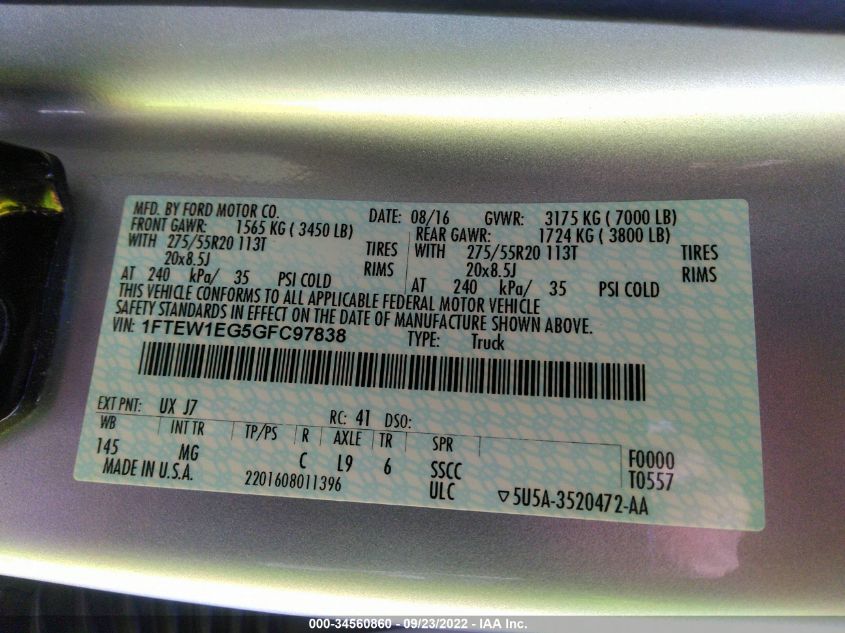 MFD. BY FORD MOTOR CO. DATE: 08/16 GVWR: 3175 KG ( 7000 LB)
FRONT GAWR: 1565 KG ( 3450 LB) REAR GAWR: 1724 KG ( 3800 LB)
WITH 275/55R20 113T TIRES WITH 275/55R20 113T TIRES
20x8.5J RIMS 20x8.5J RIMS
AT 240 kPa/ 35 PSI COLD AT 240 kPa/ 35 PSI COLD
THIS VEHICLE CONFORMS TO ALL APPLICABLE FEDERAL MOTOR VEHICLE
SAFETY STANDARDS IN EFFECT ON THE DATE OF MANUFACTURE SHOWN ABOVE.
VIN: 1FTEW1EG5GFC97838 TYPE: Truck
EXT PNT: UX J7 RC: 41 DSO:
WB INT TR TP/PS R AXLE TR SPR F0000
145 MG C L9 6 SSCC T0557
MADE IN U.S.A. 2201608011396 ULC ▽5U5A-3520472-AA
000-34560860 - 09/23/2022 - IAA Inc.